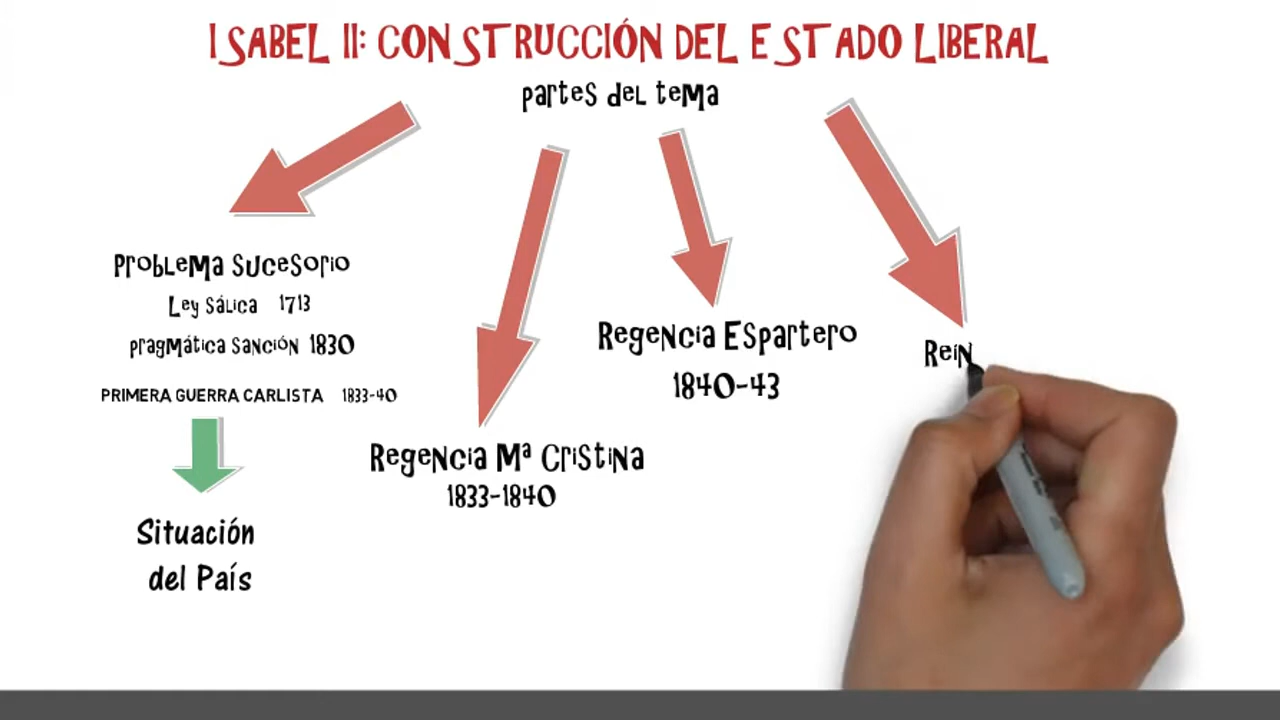 ISABEL II: CONSTRUCCIÓN DEL ESTADO LIBERAL
partes del tema
Problema Sucesorio
Ley Sálica 1713
Pragmática Sanción 1830
PRIMERA GUERRA CARLISTA 1833-40
Situación
del País
Regencia Mª Cristina
1833-1840
Regencia Espartero
1840-43
Rein